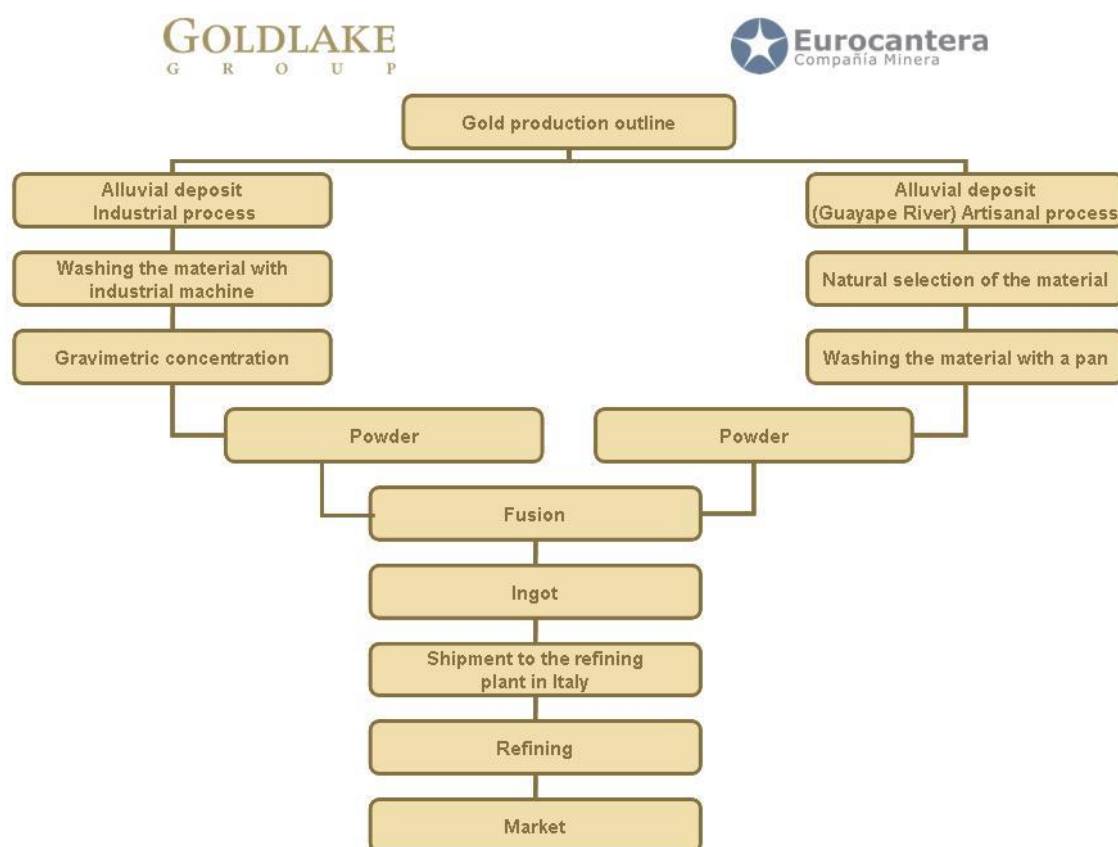 GOLDLAKE
GROUP
Eurocantera
Compañía Minera
Gold production outline
Alluvial deposit
Industrial process
Alluvial deposit
(Guayape River) Artisanal process
Washing the material with
industrial machine
Natural selection of the material
Gravimetric concentration
Washing the material with a pan
Powder
Powder
Fusion
Ingot
Shipment to the refining
plant in Italy
Refining
Market